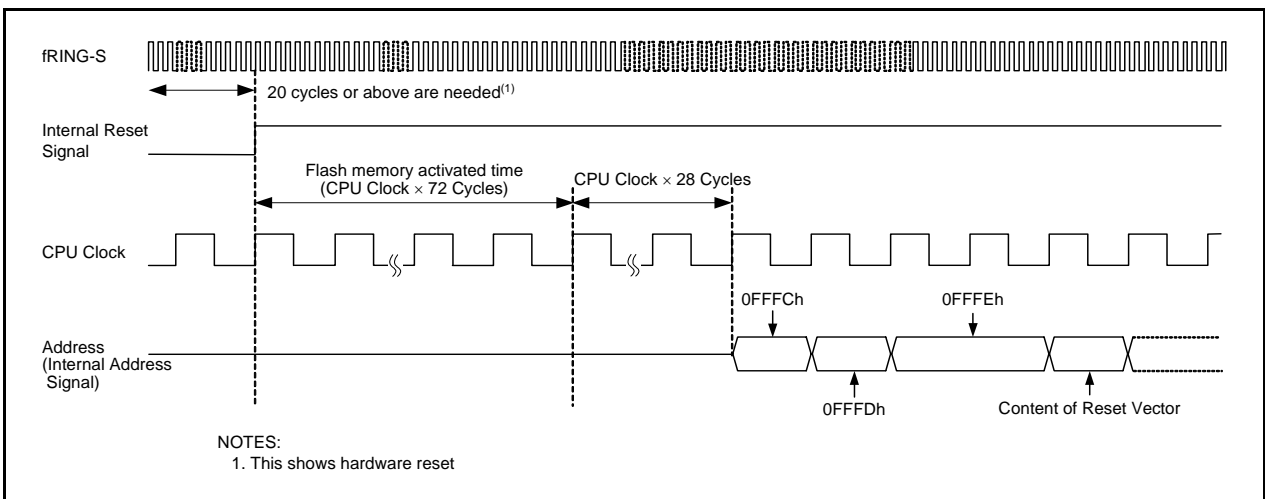 fRING-S
20 cycles or above are needed(1)
Internal Reset
Signal
Flash memory activated time
(CPU Clock × 72 Cycles)
CPU Clock × 28 Cycles
CPU Clock
0FFFCh
0FFFEh
Address
(Internal Address
Signal)
0FFFDh
Content of Reset Vector
NOTES:
1. This shows hardware reset